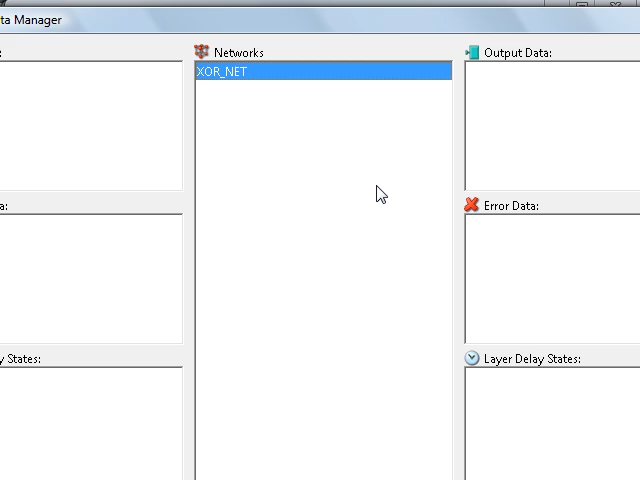 ta Manager
Networks
Output Data:
XOR_NET
a:
Error Data:
y States:
Layer Delay States: